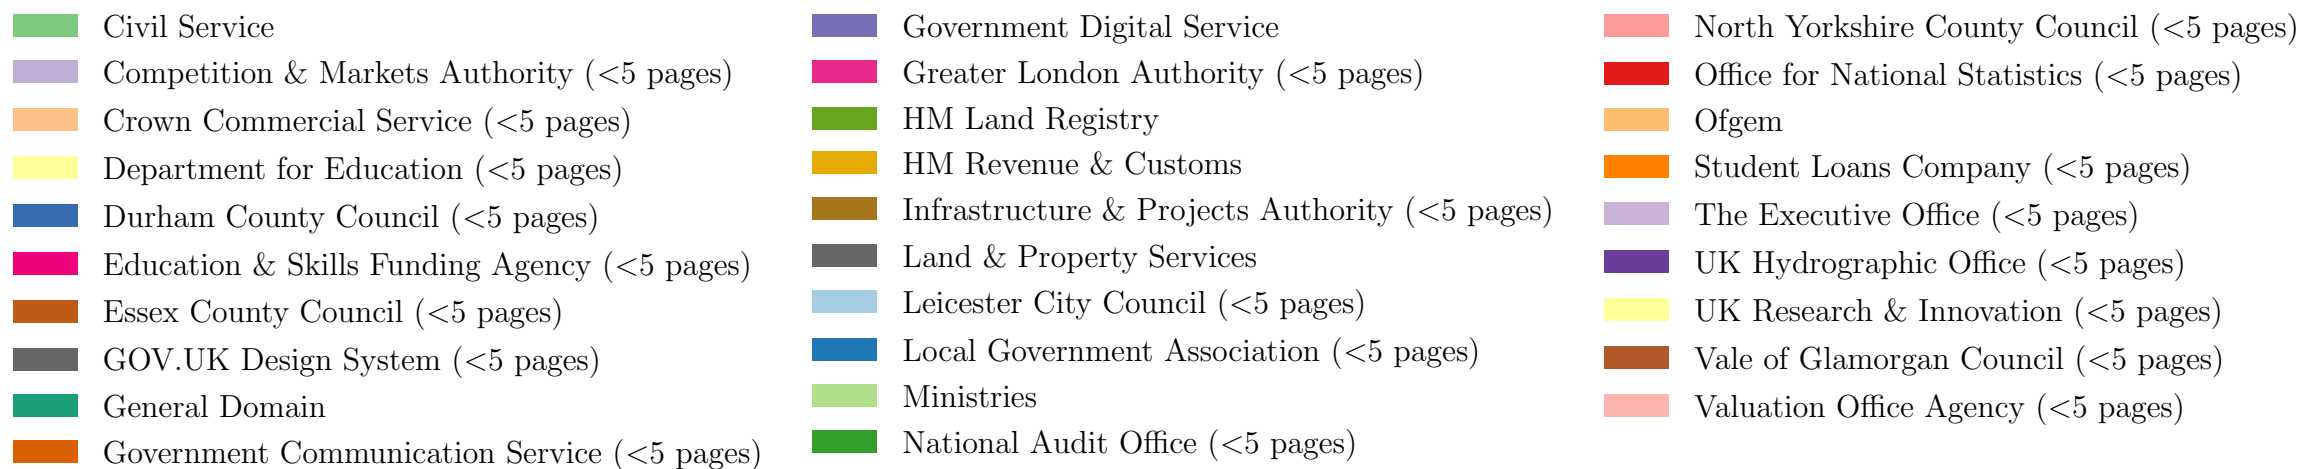 Civil Service
Competition & Markets Authority (<5 pages)
Crown Commercial Service (<5 pages)
Department for Education (<5 pages)
Durham County Council (<5 pages)
Education & Skills Funding Agency (<5 pages)
Essex County Council (<5 pages)
GOV.UK Design System (<5 pages)
General Domain
Government Communication Service (<5 pages)
Government Digital Service
Greater London Authority (<5 pages)
HM Land Registry
HM Revenue & Customs
Infrastructure & Projects Authority (<5 pages)
Land & Property Services
Leicester City Council (<5 pages)
Local Government Association (<5 pages)
Ministries
National Audit Office (<5 pages)
North Yorkshire County Council (<5 pages)
Office for National Statistics (<5 pages)
Ofgem
Student Loans Company (<5 pages)
The Executive Office (<5 pages)
UK Hydrographic Office (<5 pages)
UK Research & Innovation (<5 pages)
Vale of Glamorgan Council (<5 pages)
Valuation Office Agency (<5 pages)